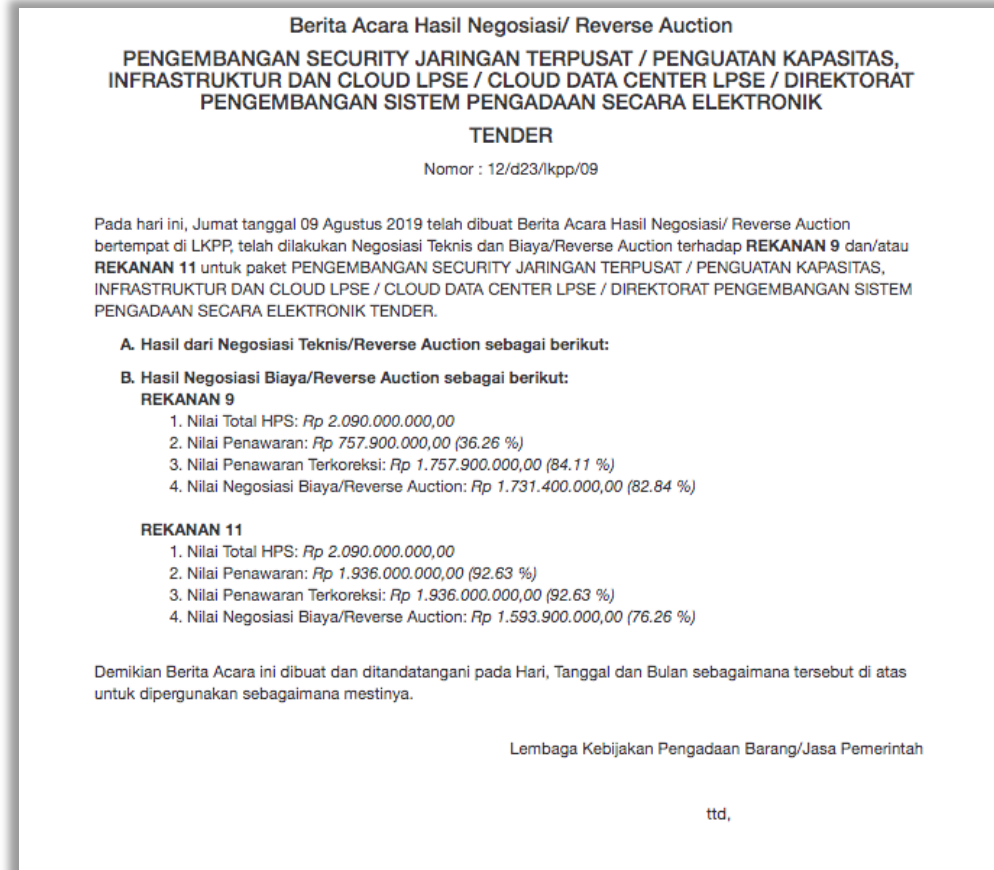 Berita Acara Hasil Negosiasi/ Reverse Auction
PENGEMBANGAN SECURITY JARINGAN TERPUSAT / PENGUATAN KAPASITAS,
INFRASTRUKTUR DAN CLOUD LPSE / CLOUD DATA CENTER LPSE / DIREKTORAT
PENGEMBANGAN SISTEM PENGADAAN SECARA ELEKTRONIK
TENDER
Nomor : 12/d23/lkpp/09
Pada hari ini, Jumat tanggal 09 Agustus 2019 telah dibuat Berita Acara Hasil Negosiasi/ Reverse Auction
bertempat di LKPP, telah dilakukan Negosiasi Teknis dan Biaya/Reverse Auction terhadap REKANAN 9 dan/atau
REKANAN 11 untuk paket PENGEMBANGAN SECURITY JARINGAN TERPUSAT / PENGUATAN KAPASITAS,
INFRASTRUKTUR DAN CLOUD LPSE / CLOUD DATA CENTER LPSE / DIREKTORAT PENGEMBANGAN SISTEM
PENGADAAN SECARA ELEKTRONIK TENDER.
A. Hasil dari Negosiasi Teknis/Reverse Auction sebagai berikut:
B. Hasil Negosiasi Biaya/Reverse Auction sebagai berikut:
REKANAN 9
1. Nilai Total HPS: Rp 2.090.000.000,00
2. Nilai Penawaran: Rp 757.900.000,00 (36.26 %)
3. Nilai Penawaran Terkoreksi: Rp 1.757.900.000,00 (84.11 %)
4. Nilai Negosiasi Biaya/Reverse Auction: Rp 1.731.400.000,00 (82.84 %)
REKANAN 11
1. Nilai Total HPS: Rp 2.090.000.000,00
2. Nilai Penawaran: Rp 1.936.000.000,00 (92.63 %)
3. Nilai Penawaran Terkoreksi: Rp 1.936.000.000,00 (92.63 %)
4. Nilai Negosiasi Biaya/Reverse Auction: Rp 1.593.900.000,00 (76.26 %)
Demikian Berita Acara ini dibuat dan ditandatangani pada Hari, Tanggal dan Bulan sebagaimana tersebut di atas
untuk dipergunakan sebagaimana mestinya.
Lembaga Kebijakan Pengadaan Barang/Jasa Pemerintah
ttd,